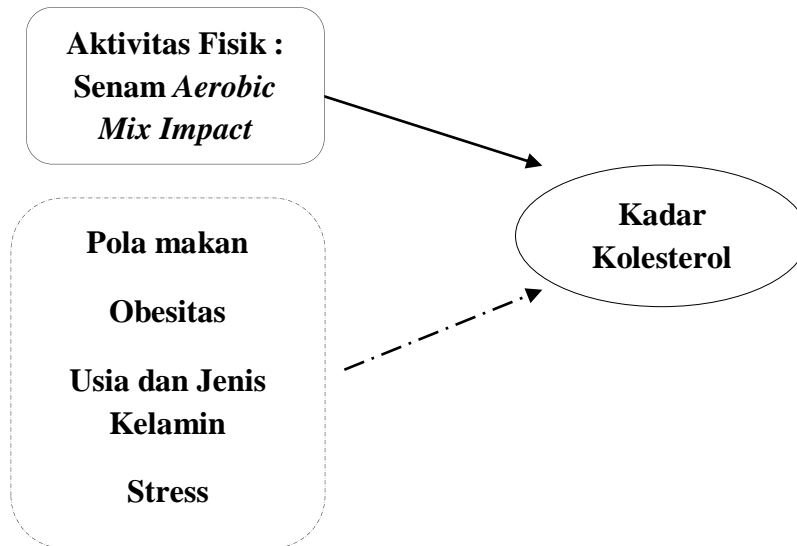 Aktivitas Fisik :
Senam Aerobic
Mix Impact
Kadar
Kolesterol
Pola makan
Obesitas
Usia dan Jenis
Kelamin
Stress